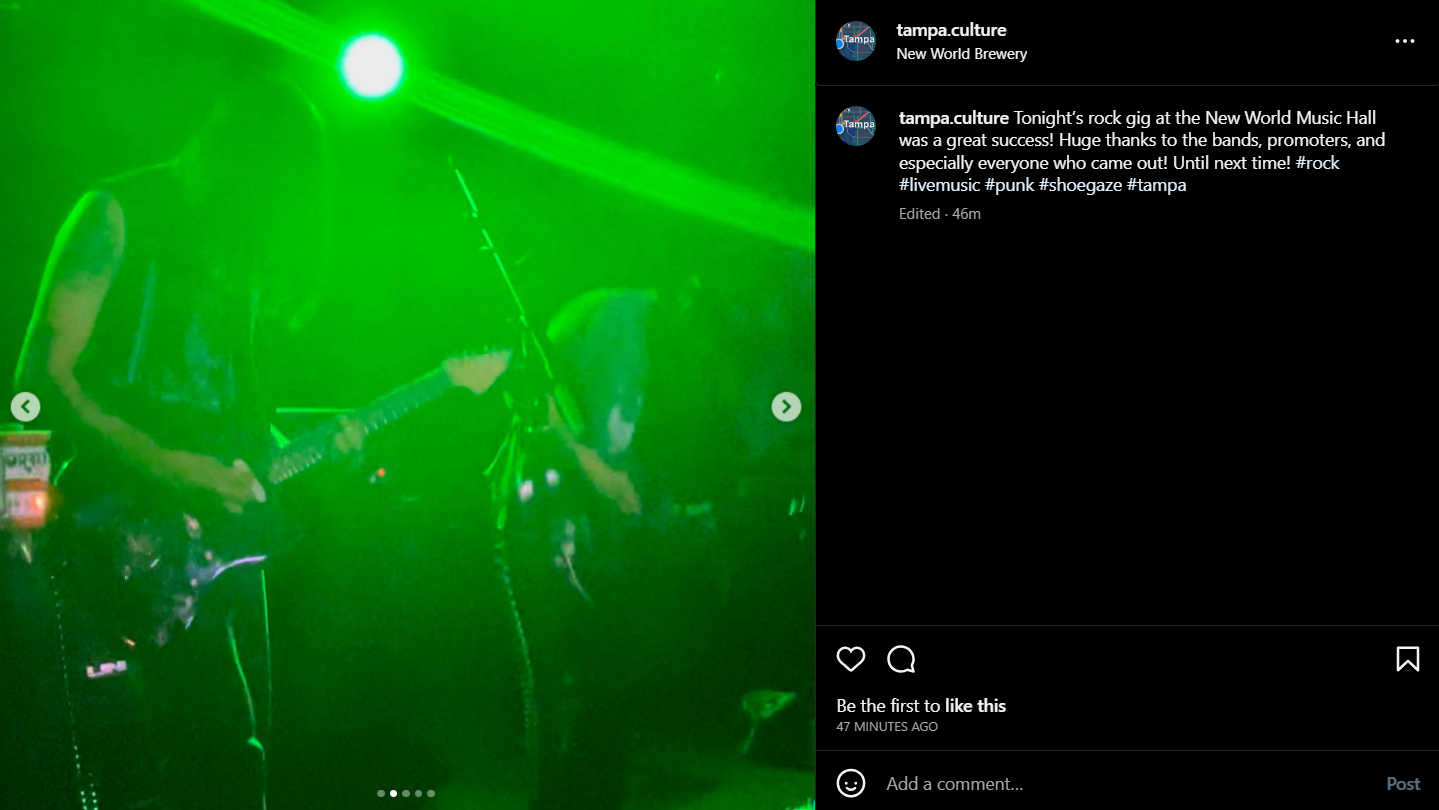 tampa.culture
New World Brewery
Tampa
Tampa
tampa.culture Tonight’s rock gig at the New World Music Hall
was a great success! Huge thanks to the bands, promoters, and
especially everyone who came out! Until next time! #rock
#livemusic #punk #shoegaze #tampa
Edited · 46m
Be the first to like this
47 MINUTES AGO
Add a comment...
Post